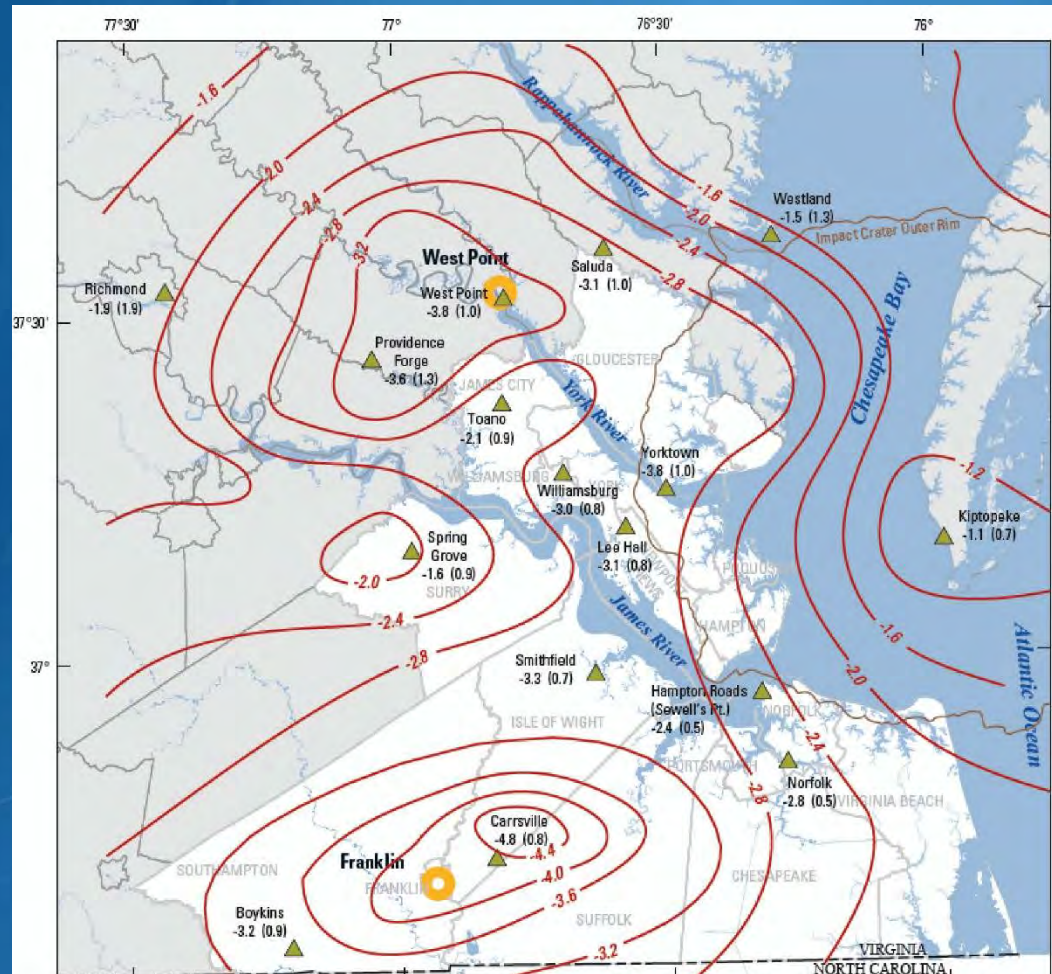 77°30'
77°
76°30'
76°
-1.6
Rappahannock River
-2.0
-2.4
-2.8
-3.2
-1.6
-2.0
-2.4
-2.8
Westland
-1.5 (1.3)
Impact Crater Outer Rim
West Point
Saluda
-3.1 (1.0)
Richmond
-1.9 (1.9)
West Point
-3.8 (1.0)
37°30'
Chesapeake Bay
Providence
Forge
-3.6 (1.3)
GLOUCESTER
JAMES CITY
Toano
-2.1 (0.9)
York River
Yorktown
-3.8 (1.0)
-1.2
WILLIAMSBURG
YORK
Williamsburg
-3.0 (0.8)
Kiptopeke
-1.1 (0.7)
Lee Hall
-3.1 (0.8)
NEWPORT
NEWS
POQUOSON
Spring
Grove
-1.6 (0.9)
-2.0
SURRY
-2.4
HAMPTON
-1.6
James River
Atlantic Ocean
-2.8
37°
Smithfield
-3.3 (0.7)
-2.0
Hampton Roads
(Sewell's Pt.)
-2.4 (0.5)
NORFOLK
ISLE OF WIGHT
-2.4
PORTSMOUTH
Norfolk
-2.8 (0.5)
-2.8
VIRGINIA BEACH
Carrsville
-4.8 (0.8)
-4.4
Franklin
SOUTHAMPTON
FRANKLIN
-4.0
CHESAPEAKE
-3.6
Boykins
-3.2 (0.9)
SUFFOLK
-3.2
VIRGINIA
NORTH CAROLINA